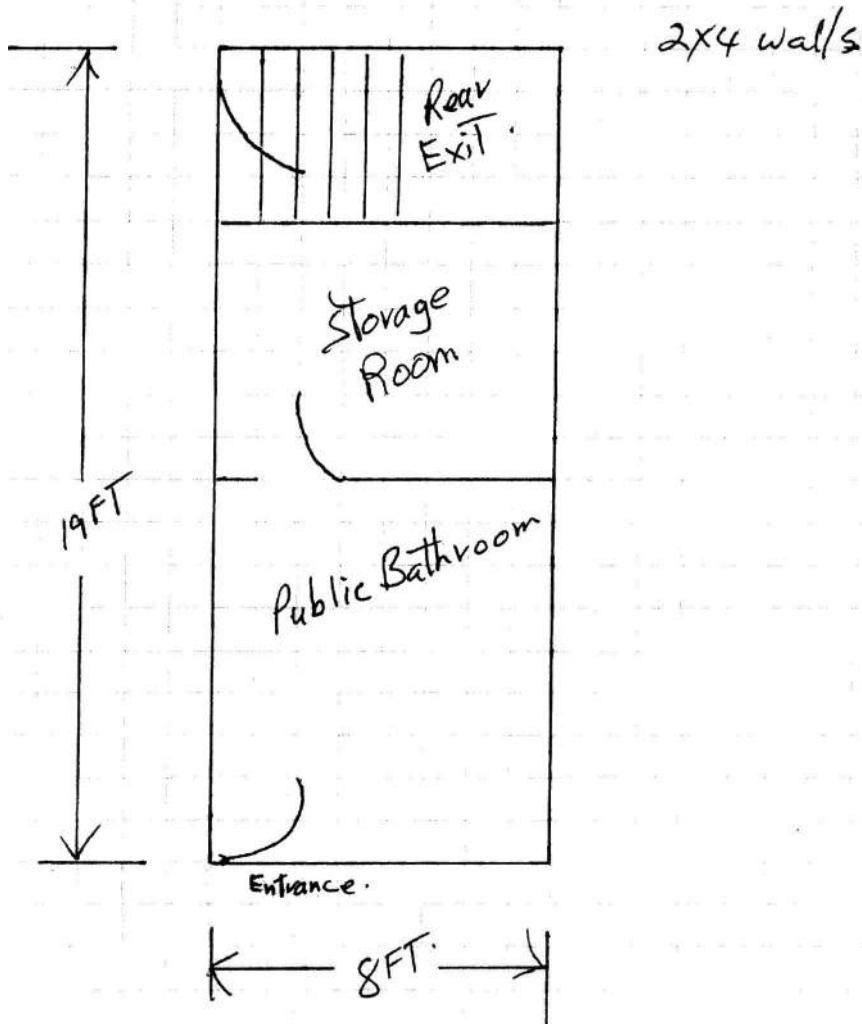 2x4 walls
Rear
Exit.
Storage
Room
19FT
Public Bathroom
Entrance.
8FT.